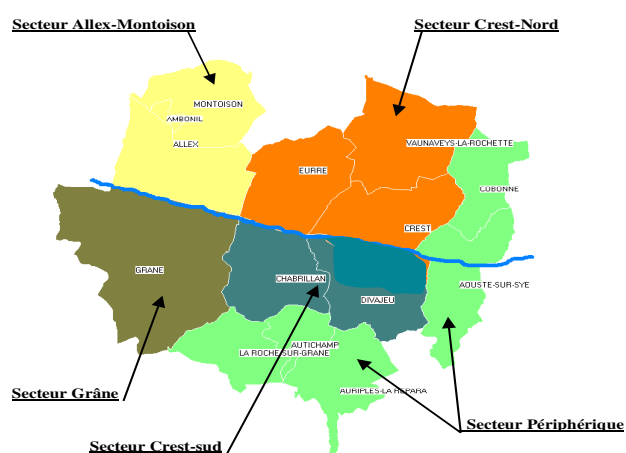 Secteur Allex-Montoison
Secteur Crest-Nord
MONTOISON
AMBONIL
ALLEX
VAUNAVEYS-LA-ROCHETTE
EURRE
COBONNE
CREST
GRANE
CHABRILLAN
DIVAJEU
AOUSTE-SUR-SYE
AUTICHAMP
LA ROCHE-SUR-GRANE
AURIPLES-LA REPARA
Secteur Grâne
Secteur Périphérique
Secteur Crest-sud